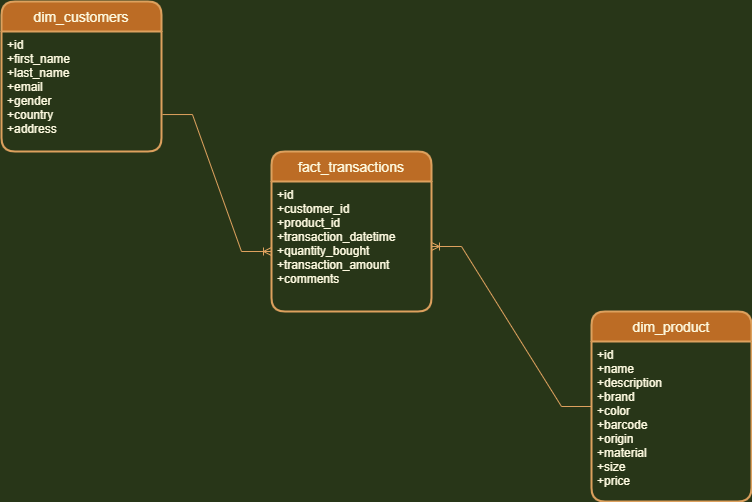 dim_customers
+id
+first_name
+last_name
+email
+gender
+country
+address
fact_transactions
+id
+customer_id
+product_id
+transaction_datetime
+quantity_bought
+transaction_amount
+comments
dim_product
+id
+name
+description
+brand
+color
+barcode
+origin
+material
+size
+price